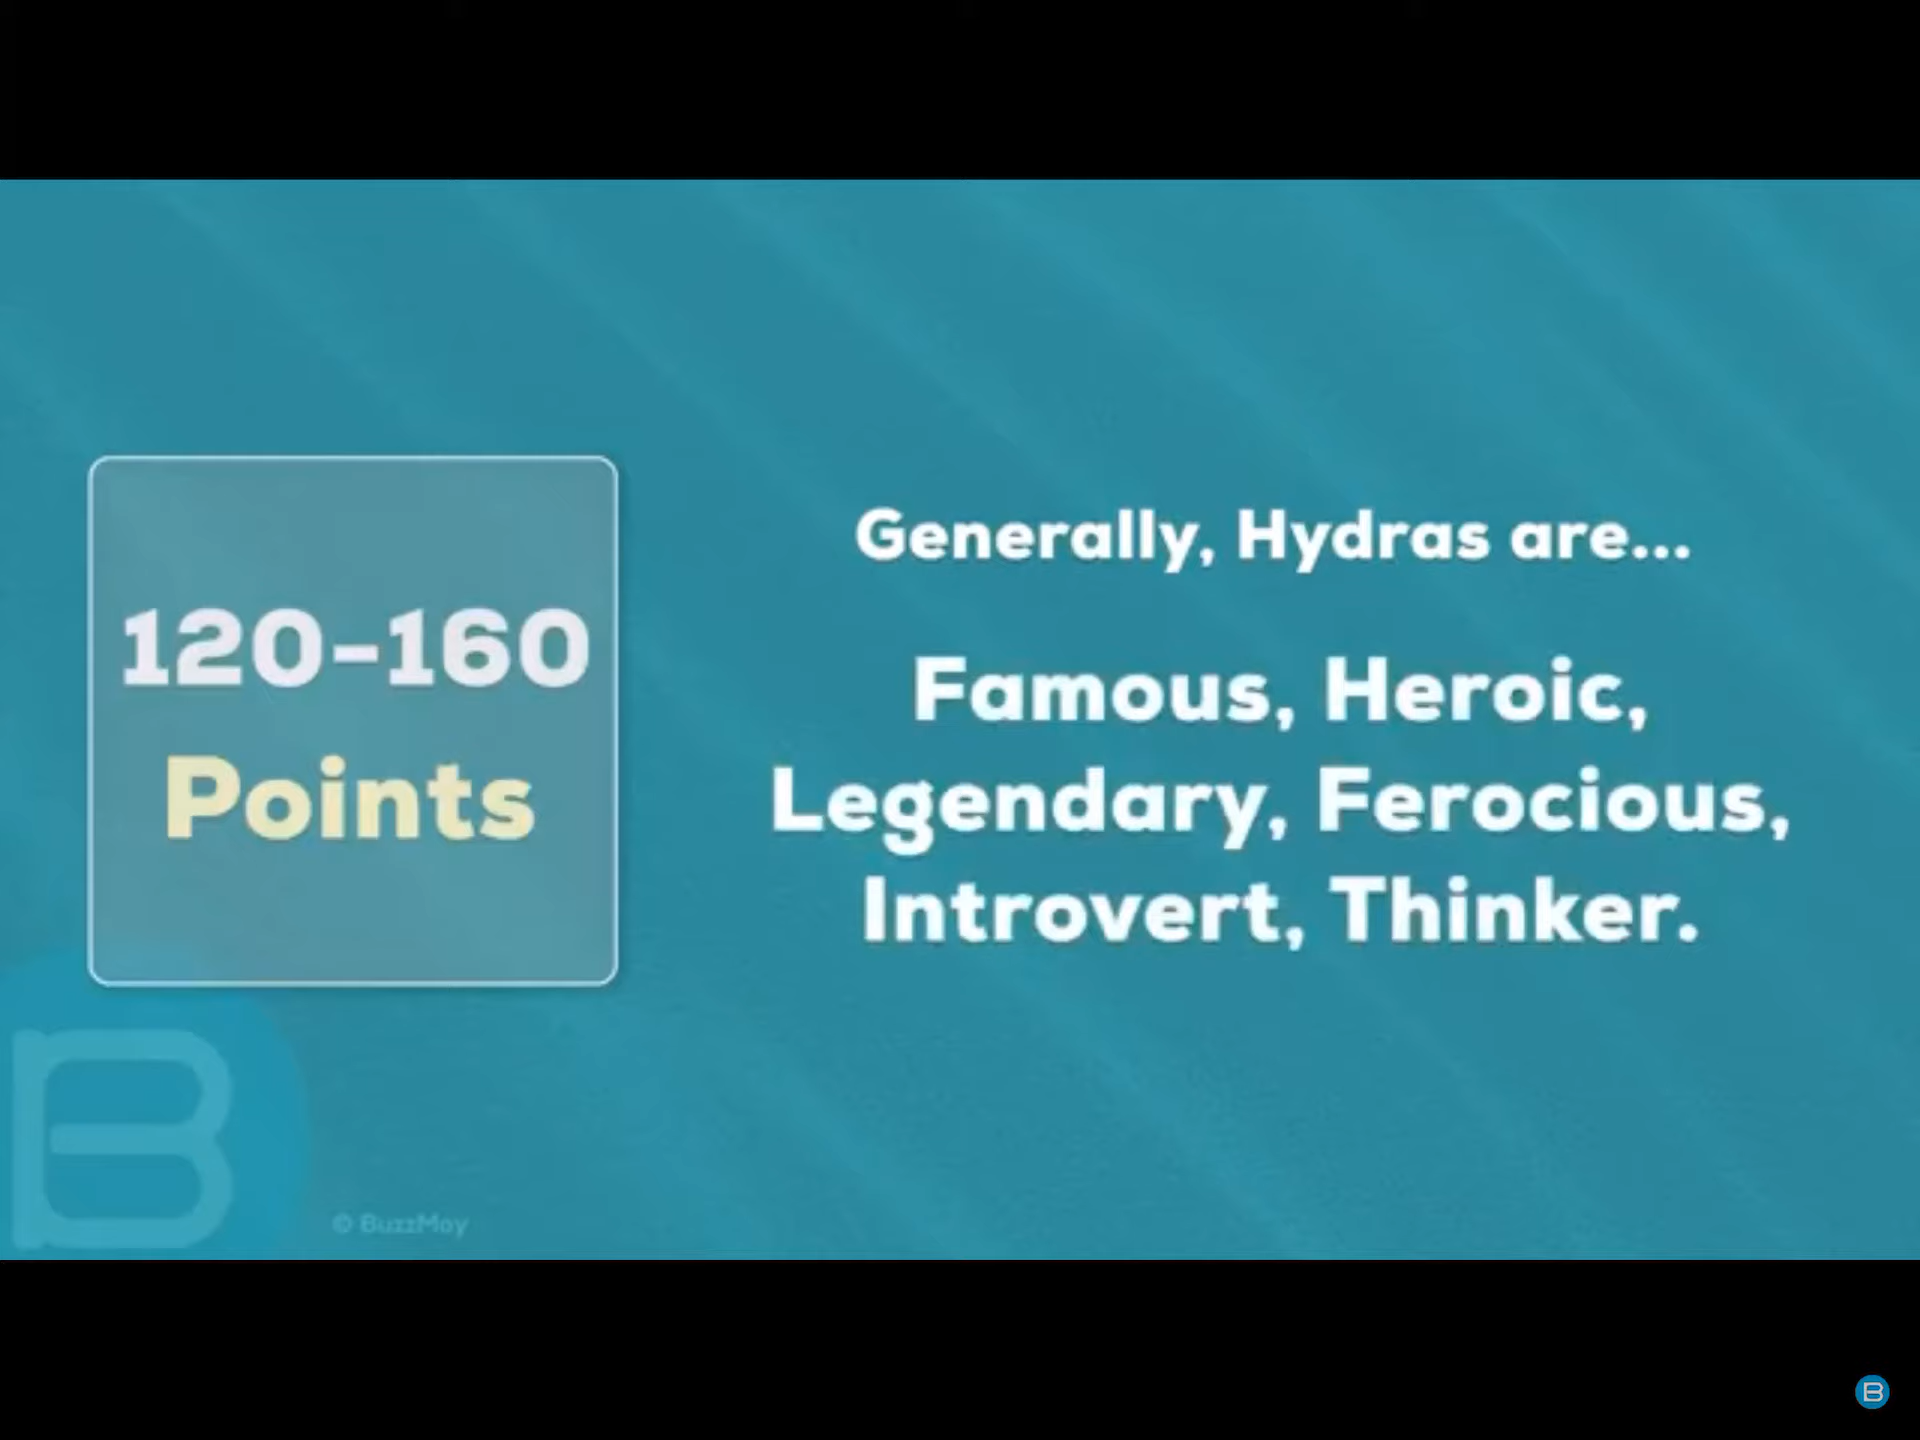 120-160
Points
Generally, Hydras are...
Famous, Heroic,
Legendary, Ferocious,
Introvert, Thinker.
B
© BuzzMoy
B